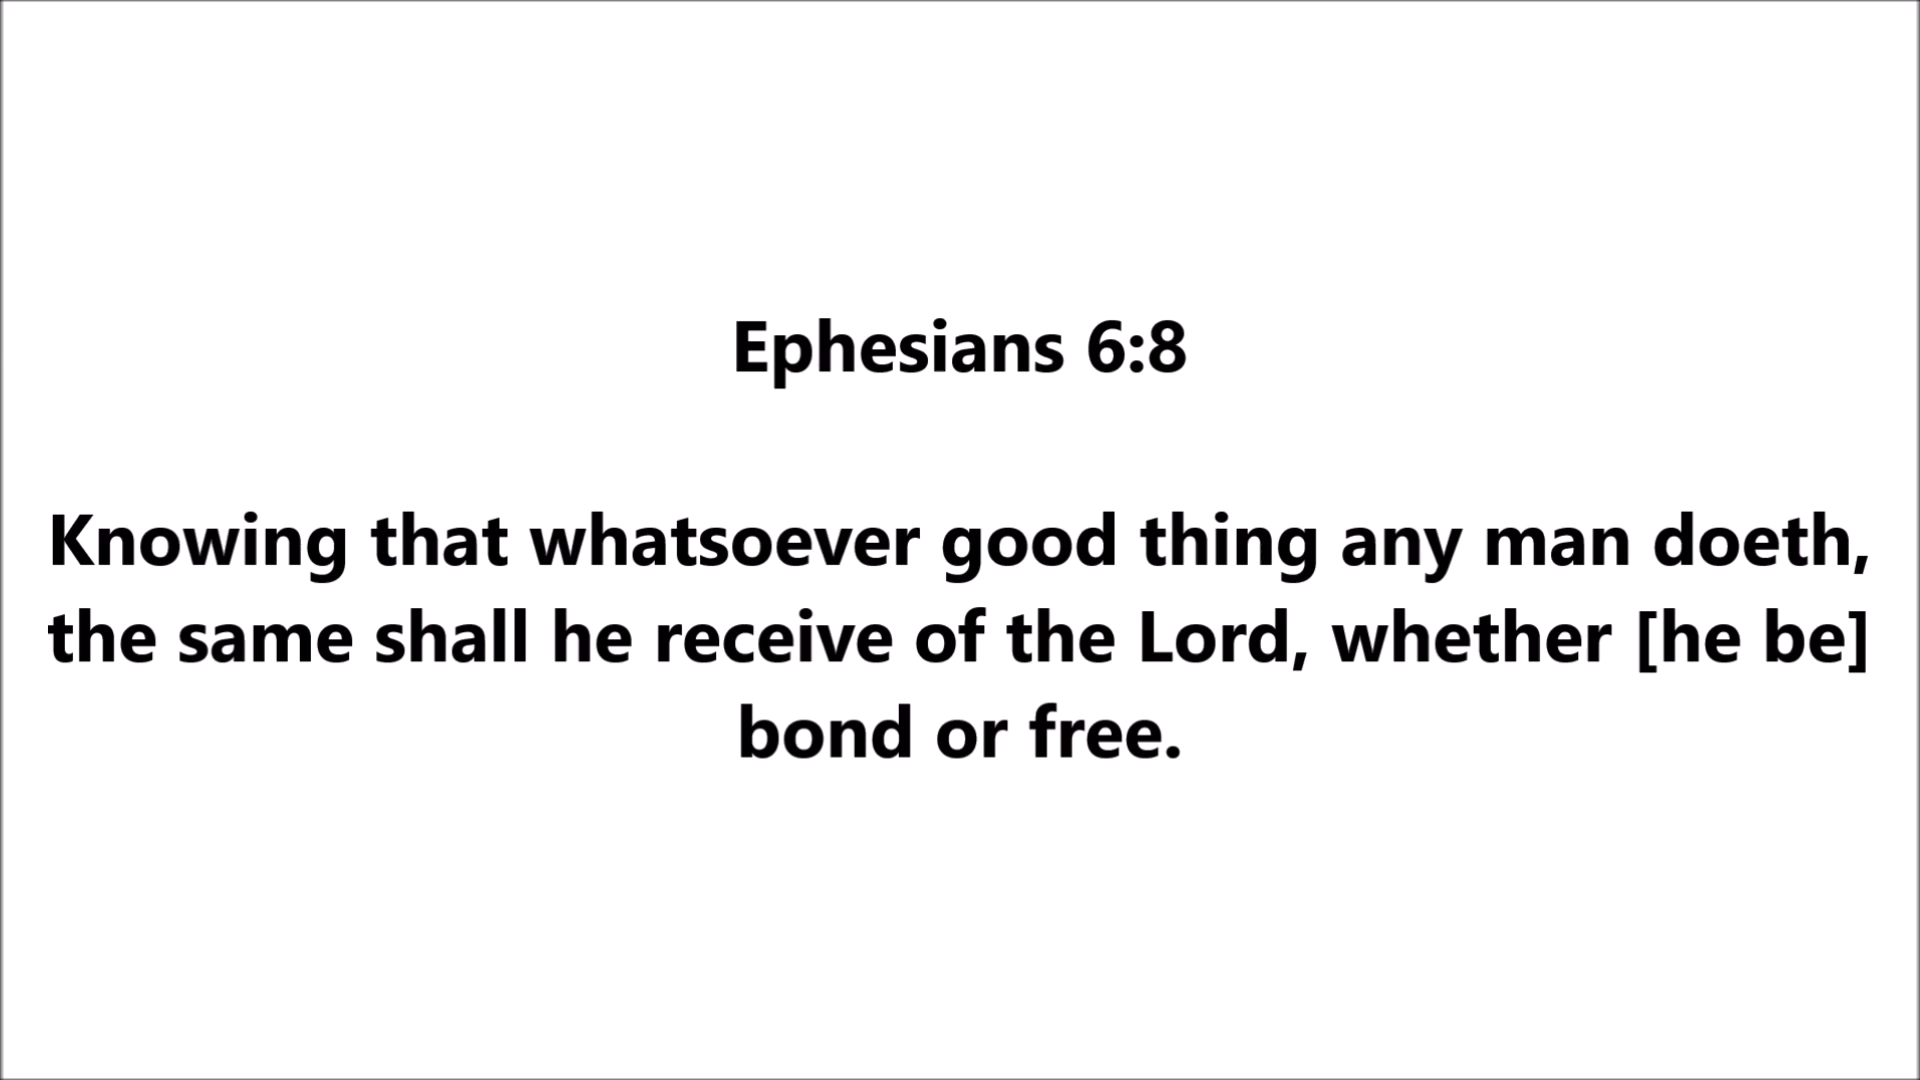 Ephesians 6:8
Knowing that whatsoever good thing any man doeth,
the same shall he receive of the Lord, whether [he be]
bond or free.